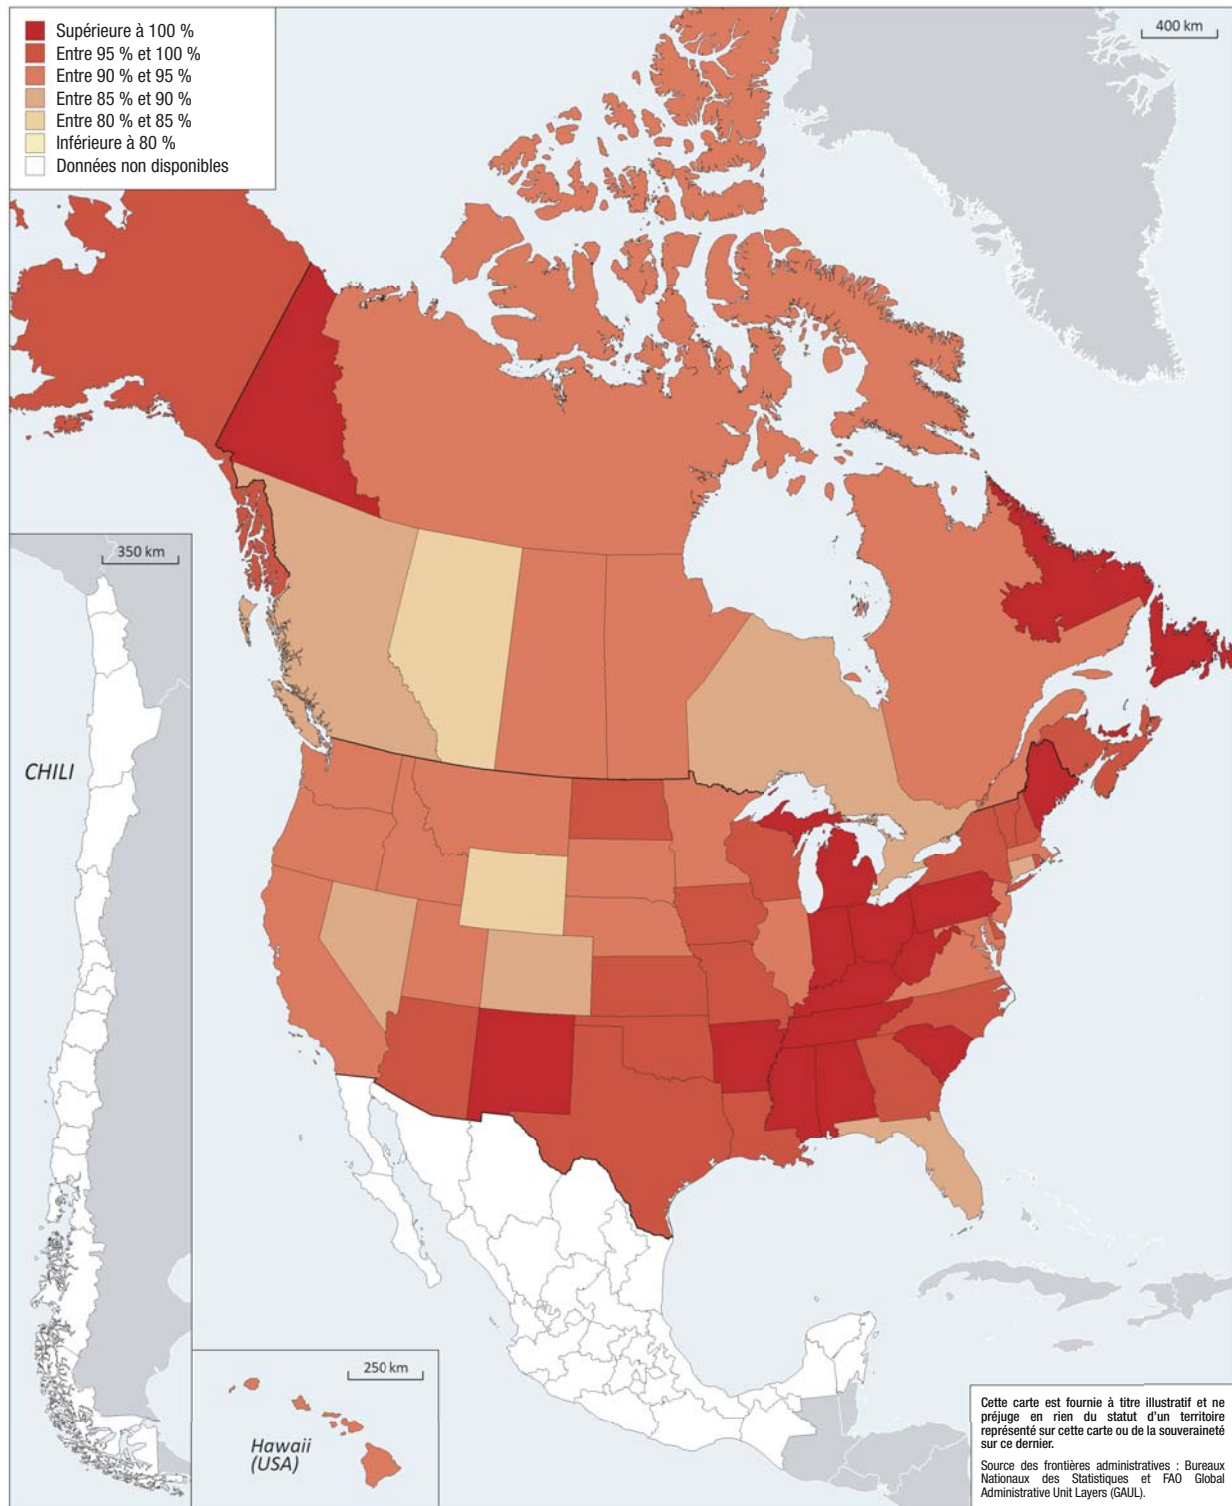 Supérieure à 100 %
Entre 95 % et 100 %
Entre 90 % et 95 %
Entre 85 % et 90 %
Entre 80 % et 85 %
Inférieure à 80 %
Données non disponibles
400 km
350 km
CHILI
250 km
Hawaii
(USA)
Cette carte est fournie à titre illustratif et ne
préjuge en rien du statut d'un territoire
représenté sur cette carte ou de la souveraineté
sur ce dernier.
Source des frontières administratives : Bureaux
Nationaux des Statistiques et FAO Global
Administrative Unit Layers (GAUL).